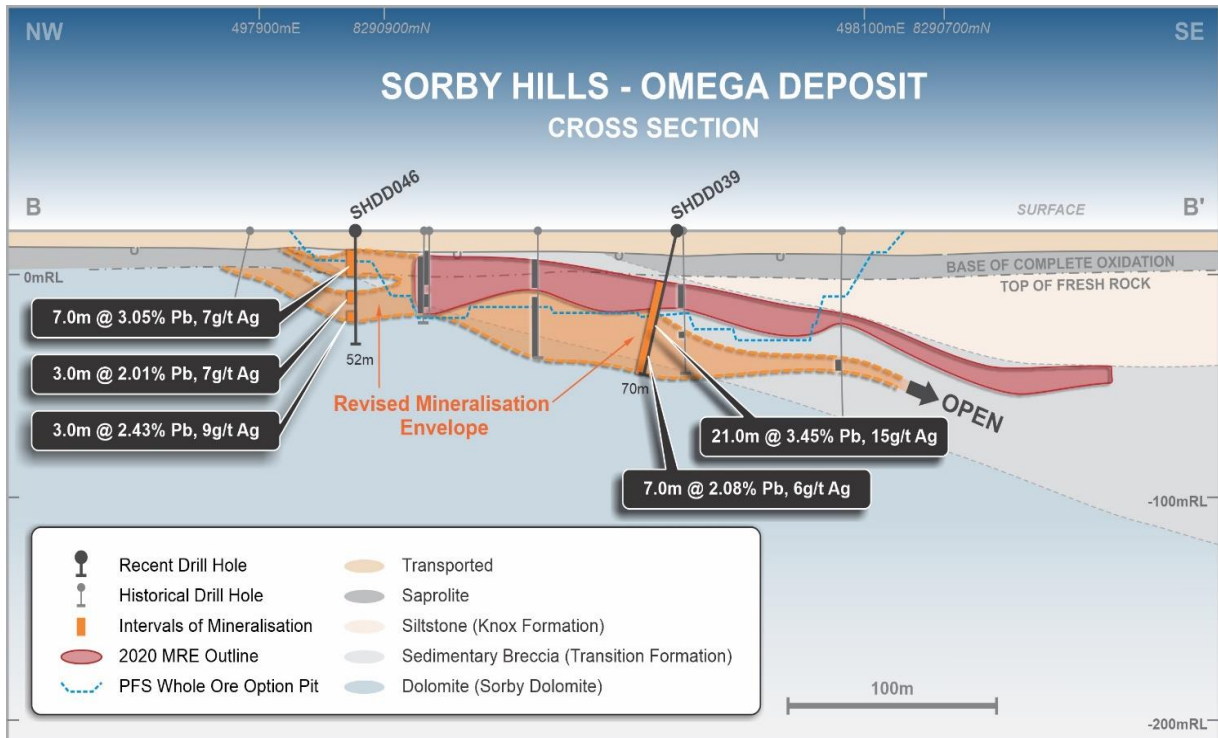 NW
497900mE
8290900mN
498100mE
8290700mN
SE
SORBY HILLS - OMEGA DEPOSIT
CROSS SECTION
B
SHDD046
SHDD039
SURFACE
B'
0mRL
BASE OF COMPLETE OXIDATION
TOP OF FRESH ROCK
7.0m @ 3.05% Pb, 7g/t Ag
52m
3.0m @ 2.01% Pb, 7g/t Ag
70m
Revised Mineralisation
Envelope
OPEN
3.0m @ 2.43% Pb, 9g/t Ag
21.0m @ 3.45% Pb, 15g/t Ag
7.0m @ 2.08% Pb, 6g/t Ag
-100mRL
Recent Drill Hole
Historical Drill Hole
Intervals of Mineralisation
2020 MRE Outline
PFS Whole Ore Option Pit
Transported
Saprolite
Siltstone (Knox Formation)
Sedimentary Breccia (Transition Formation)
Dolomite (Sorby Dolomite)
100m
-200mRL